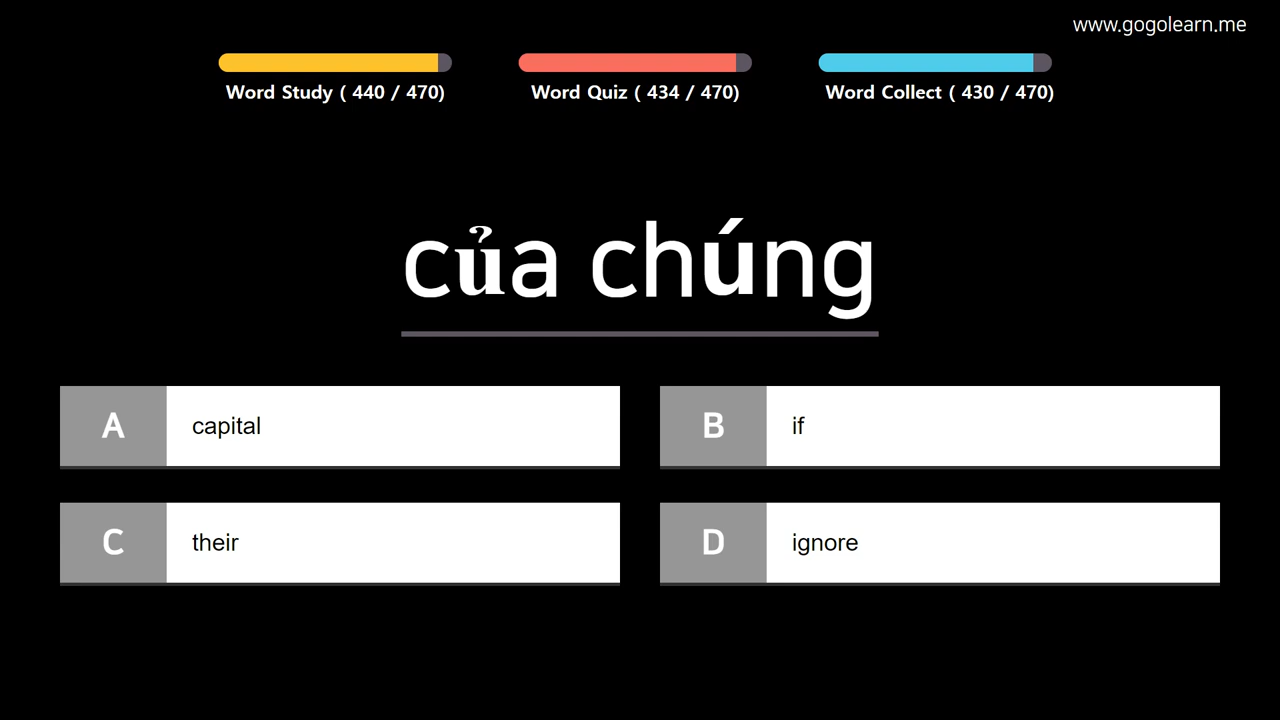 www.gogolearn.me
Word Study ( 440 / 470)
Word Quiz ( 434 / 470)
Word Collect ( 430 / 470)
của chúng
A capital
B if
C their
D ignore